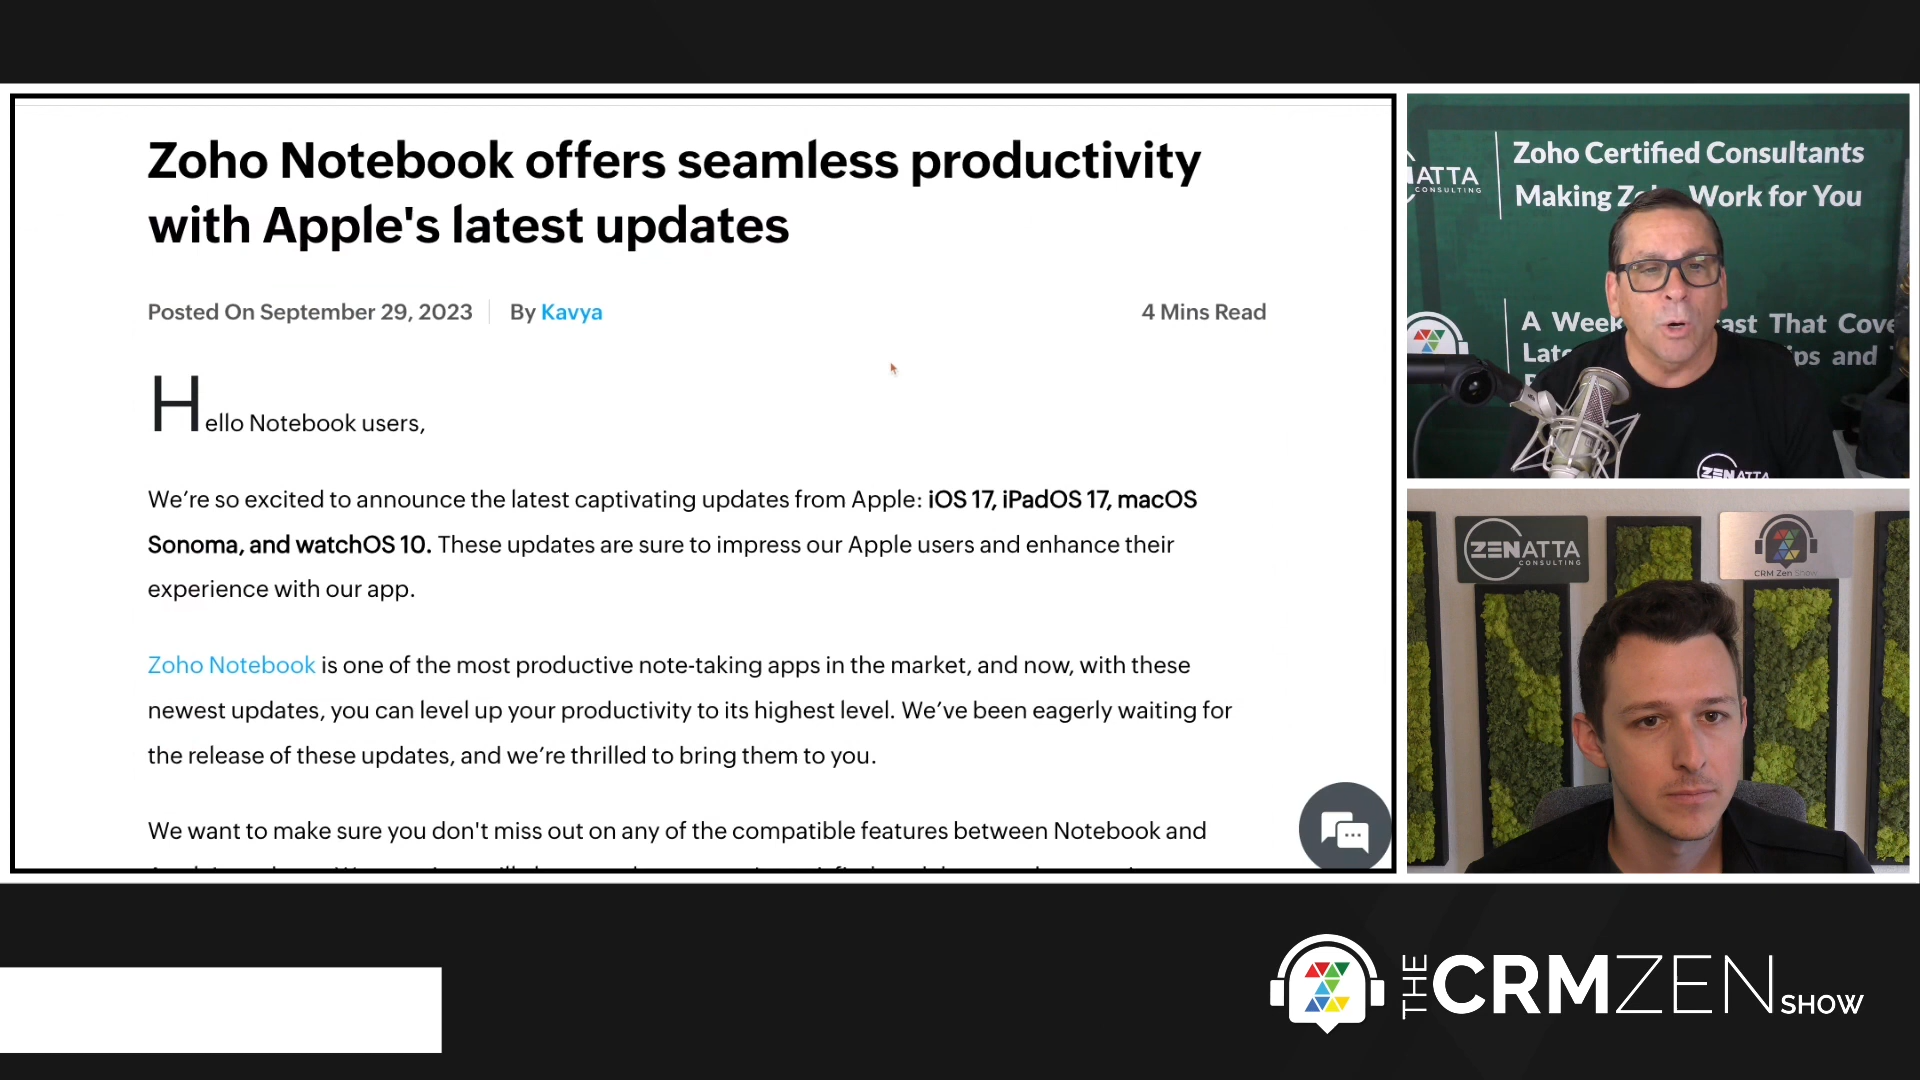 Zoho Notebook offers seamless productivity
with Apple's latest updates
Posted On September 29, 2023 By Kavya 4 Mins Read
Hello Notebook users,
We’re so excited to announce the latest captivating updates from Apple: iOS 17, iPadOS 17, macOS
Sonoma, and watchOS 10. These updates are sure to impress our Apple users and enhance their
experience with our app.
Zoho Notebook is one of the most productive note-taking apps in the market, and now, with these
newest updates, you can level up your productivity to its highest level. We’ve been eagerly waiting for
the release of these updates, and we’re thrilled to bring them to you.
We want to make sure you don't miss out on any of the compatible features between Notebook and
ATTA
CONSULTING
Zoho Certified Consultants
Making Work for You
A
That
and
ZENATTA
ZENATTA
CONSULTING
CRM Zen Show
THE CRMZEN SHOW